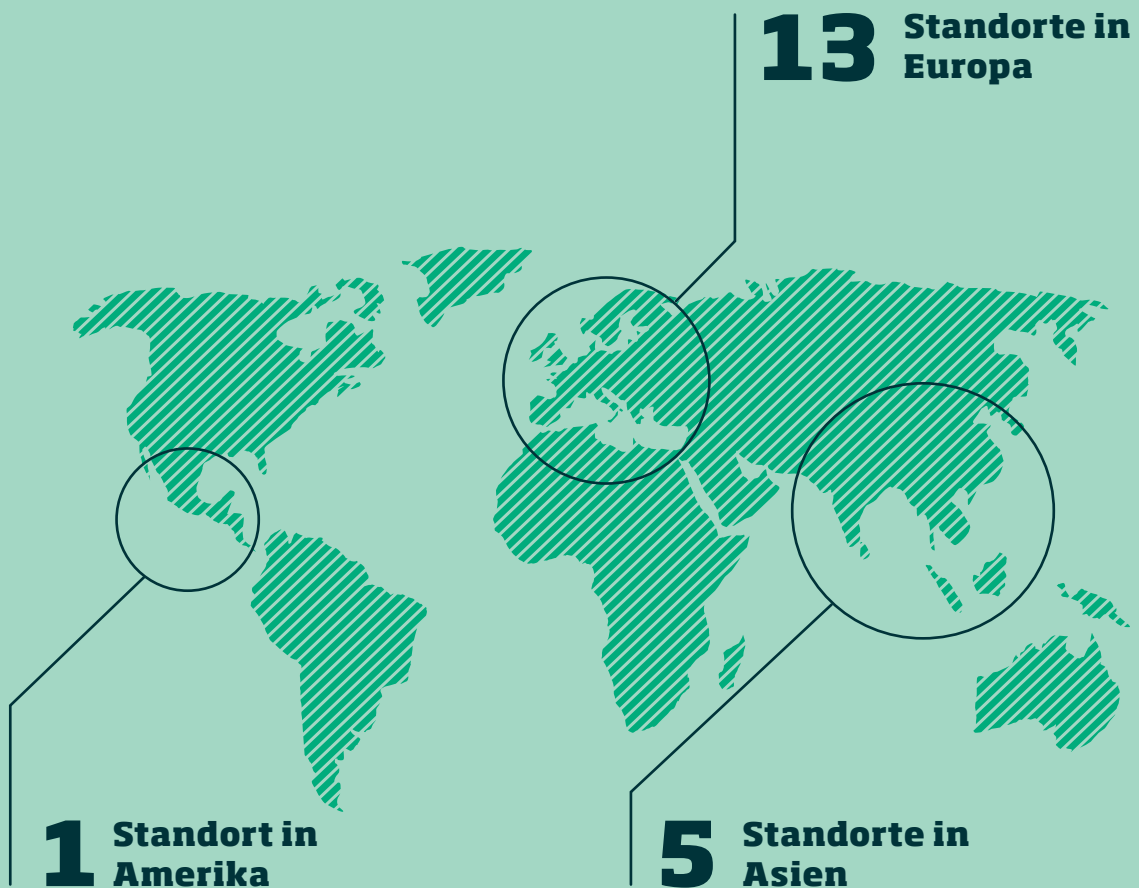 13 Standorte in
Europa
1 Standort in
Amerika
5 Standorte in
Asien